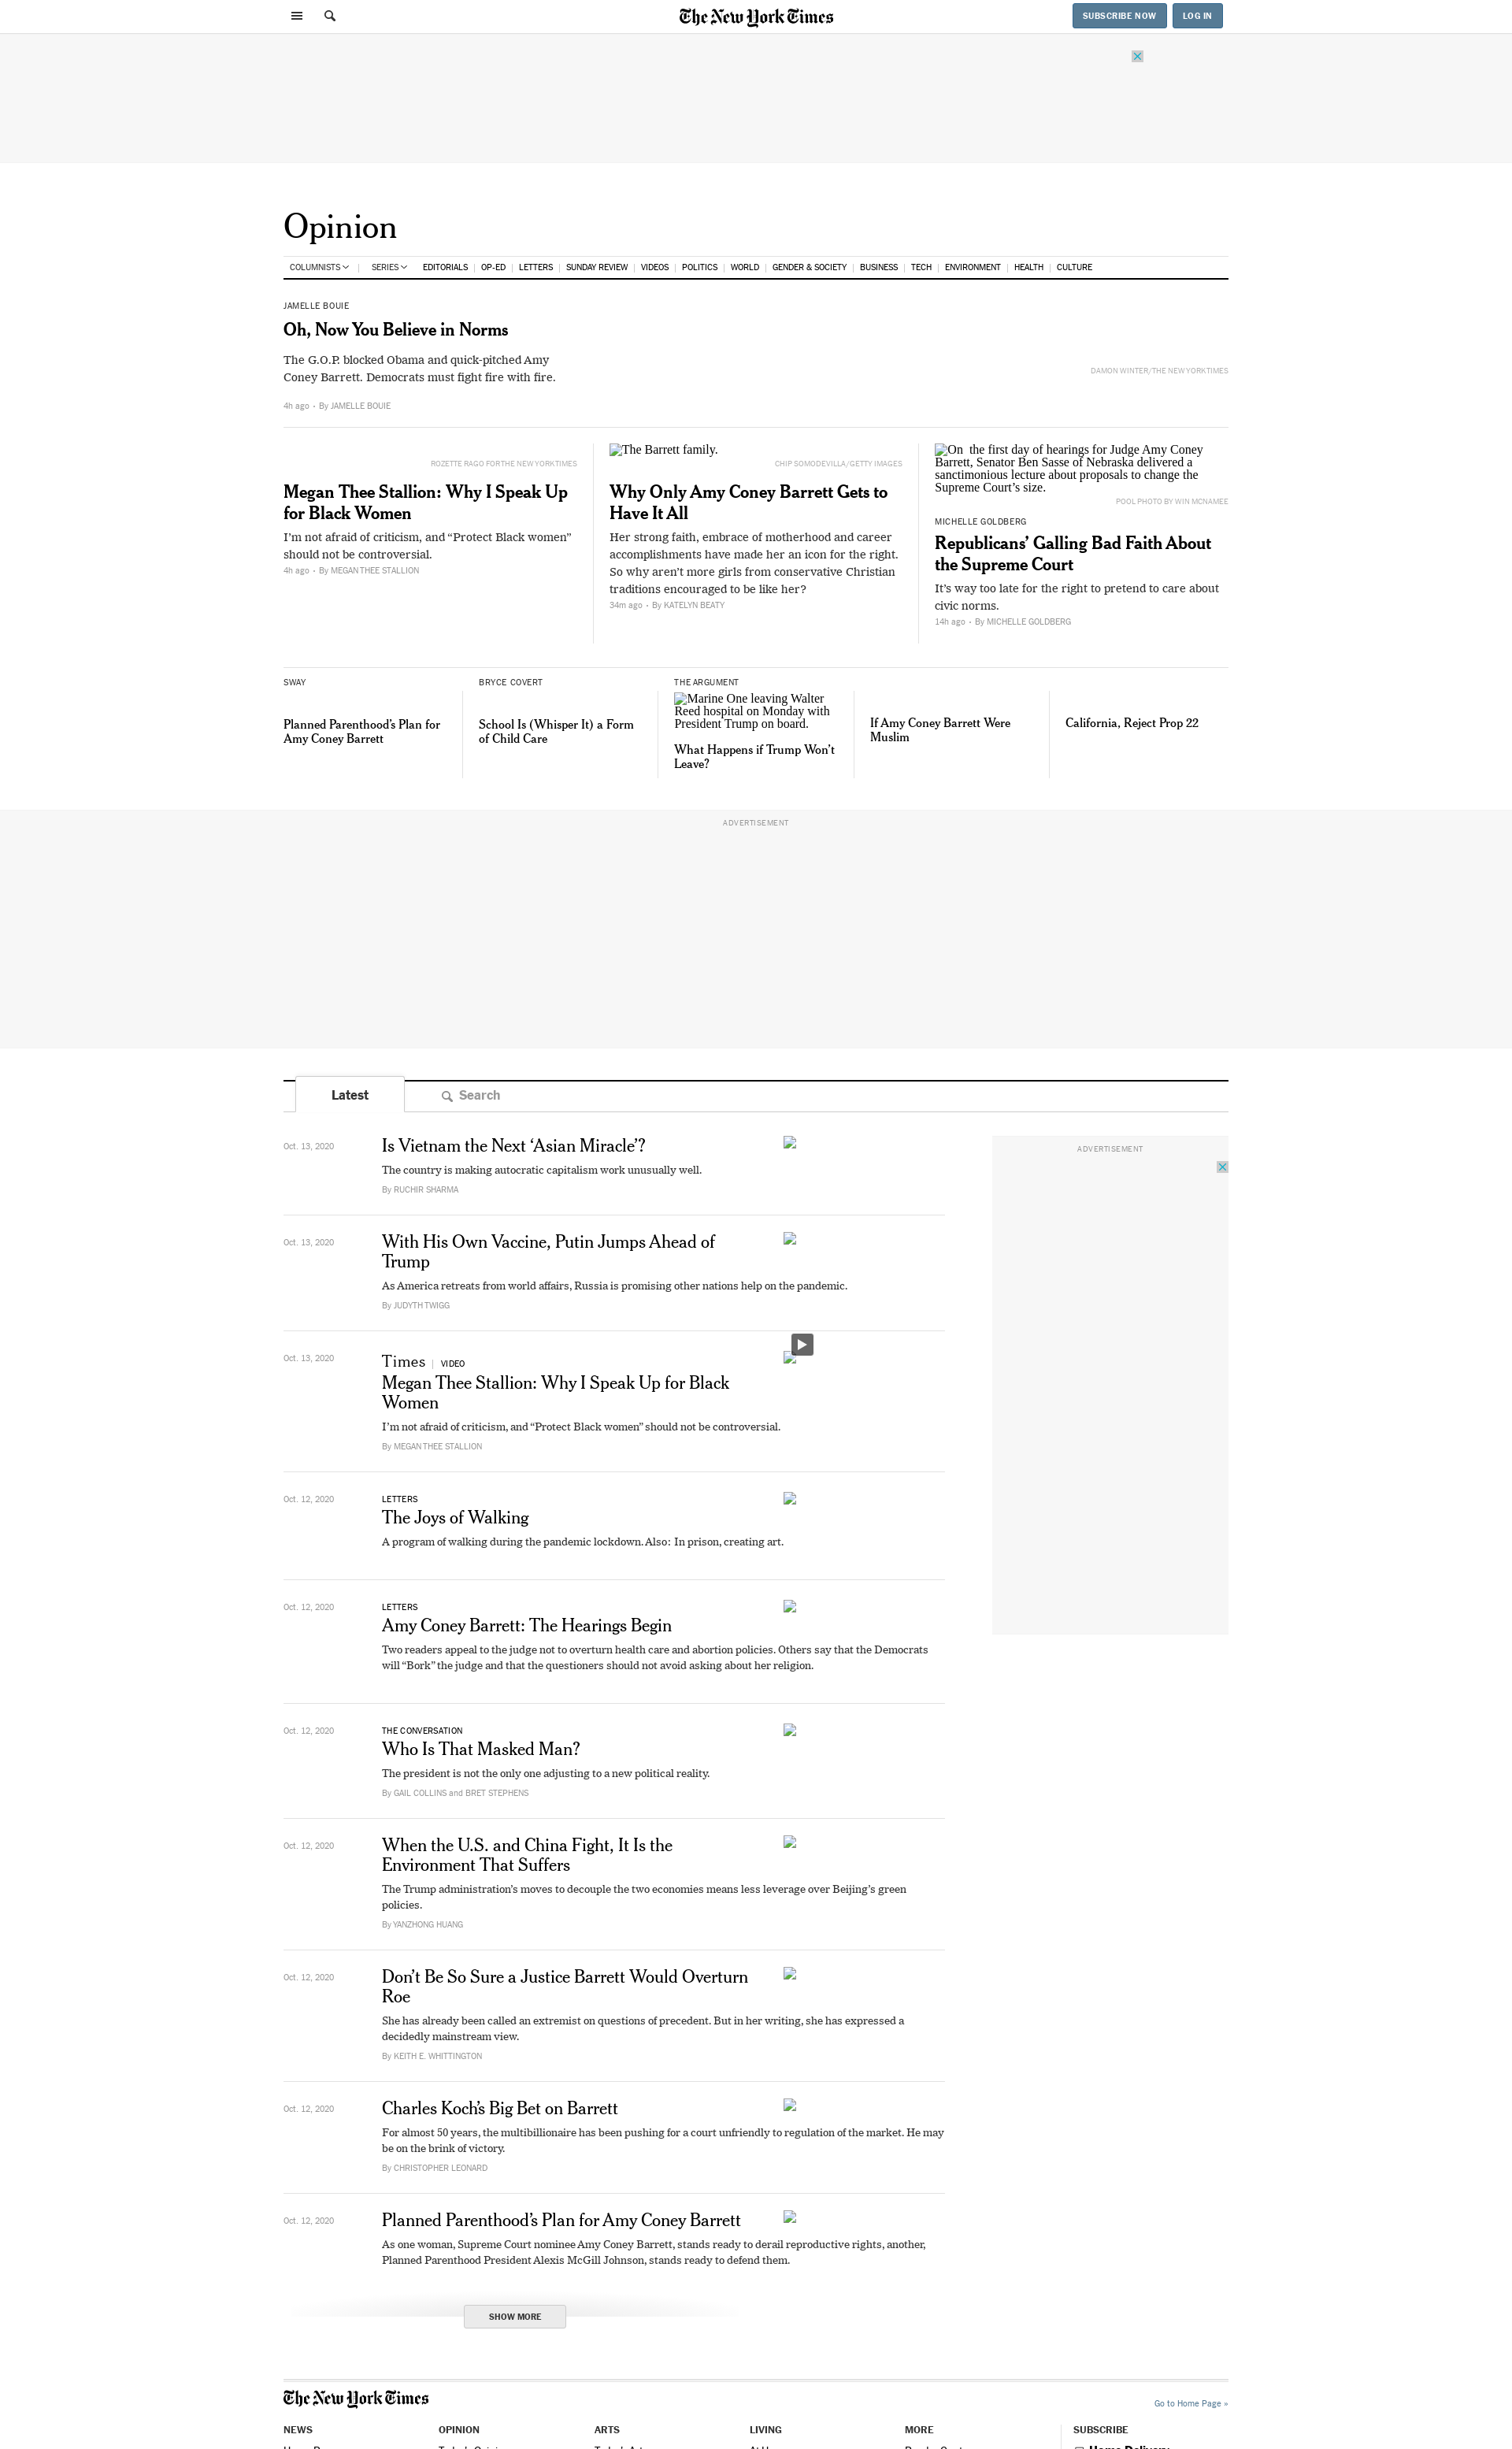 The New York Times
SUBSCRIBE NOW
LOG IN
Opinion
COLUMNISTS
SERIES
EDITORIALS
OP-ED
LETTERS
SUNDAY REVIEW
VIDEOS
POLITICS
WORLD
GENDER & SOCIETY
BUSINESS
TECH
ENVIRONMENT
HEALTH
CULTURE
JAMELLE BOUIE
Oh, Now You Believe in Norms
The G.O.P. blocked Obama and quick-pitched Amy
Coney Barrett. Democrats must fight fire with fire.
4h ago • By JAMELLE BOUIE
DAMON WINTER/THE NEW YORK TIMES
ROZETTE RAGO FOR THE NEW YORK TIMES
Megan Thee Stallion: Why I Speak Up
for Black Women
I’m not afraid of criticism, and “Protect Black women”
should not be controversial.
4h ago • By MEGAN THEE STALLION
The Barrett family.
CHIP SOMODEVILLA/GETTY IMAGES
Why Only Amy Coney Barrett Gets to
Have It All
Her strong faith, embrace of motherhood and career
accomplishments have made her an icon for the right.
So why aren’t more girls from conservative Christian
traditions encouraged to be like her?
34m ago • By KATELYN BEATY
On the first day of hearings for Judge Amy Coney
Barrett, Senator Ben Sasse of Nebraska delivered a
sanctimonious lecture about proposals to change the
Supreme Court’s size.
POOL PHOTO BY WIN MCNAMEE
MICHELLE GOLDBERG
Republicans’ Galling Bad Faith About
the Supreme Court
It’s way too late for the right to pretend to care about
civic norms.
14h ago • By MICHELLE GOLDBERG
SWAY
Planned Parenthood’s Plan for
Amy Coney Barrett
BRYCE COVERT
School Is (Whisper It) a Form
of Child Care
THE ARGUMENT
Marine One leaving Walter
Reed hospital on Monday with
President Trump on board.
What Happens if Trump Won’t
Leave?
If Amy Coney Barrett Were
Muslim
California, Reject Prop 22
ADVERTISEMENT
Latest
Search
Oct. 13, 2020
Is Vietnam the Next ‘Asian Miracle’?
The country is making autocratic capitalism work unusually well.
By RUCHIR SHARMA
ADVERTISEMENT
Oct. 13, 2020
With His Own Vaccine, Putin Jumps Ahead of
Trump
As America retreats from world affairs, Russia is promising other nations help on the pandemic.
By JUDYTH TWIGG
Oct. 13, 2020
Times | VIDEO
Megan Thee Stallion: Why I Speak Up for Black
Women
I’m not afraid of criticism, and “Protect Black women” should not be controversial.
By MEGAN THEE STALLION
Oct. 12, 2020
LETTERS
The Joys of Walking
A program of walking during the pandemic lockdown. Also: In prison, creating art.
Oct. 12, 2020
LETTERS
Amy Coney Barrett: The Hearings Begin
Two readers appeal to the judge not to overturn health care and abortion policies. Others say that the Democrats
will “Bork” the judge and that the questioners should not avoid asking about her religion.
Oct. 12, 2020
THE CONVERSATION
Who Is That Masked Man?
The president is not the only one adjusting to a new political reality.
By GAIL COLLINS and BRET STEPHENS
Oct. 12, 2020
When the U.S. and China Fight, It Is the
Environment That Suffers
The Trump administration’s moves to decouple the two economies means less leverage over Beijing’s green
policies.
By YANZHONG HUANG
Oct. 12, 2020
Don’t Be So Sure a Justice Barrett Would Overturn
Roe
She has already been called an extremist on questions of precedent. But in her writing, she has expressed a
decidedly mainstream view.
By KEITH E. WHITTINGTON
Oct. 12, 2020
Charles Koch’s Big Bet on Barrett
For almost 50 years, the multibillionaire has been pushing for a court unfriendly to regulation of the market. He may
be on the brink of victory.
By CHRISTOPHER LEONARD
Oct. 12, 2020
Planned Parenthood’s Plan for Amy Coney Barrett
As one woman, Supreme Court nominee Amy Coney Barrett, stands ready to derail reproductive rights, another,
Planned Parenthood President Alexis McGill Johnson, stands ready to defend them.
SHOW MORE
The New York Times
Go to Home Page »
NEWS
OPINION
ARTS
LIVING
MORE
SUBSCRIBE